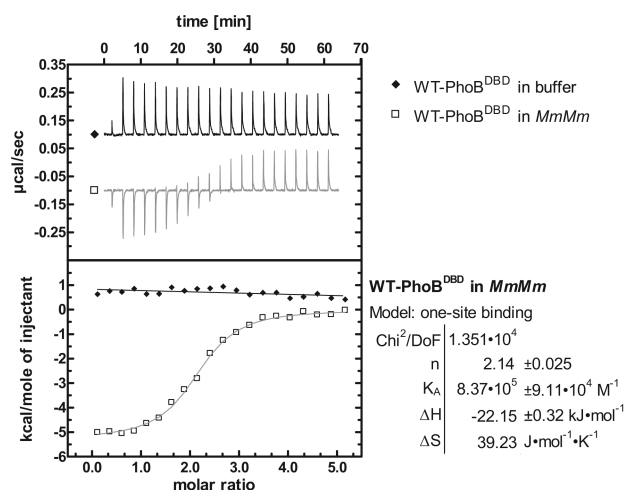 time [min]
0 10 20 30 40 50 60 70
0.35
0.25
0.15
0.05
-0.05
-0.15
-0.25
µcal/sec
◆ WT-PhoB^DBD in buffer
□ WT-PhoB^DBD in MmMm
1
0
-1
-2
-3
-4
-5
-6
kcal/mole of injectant
0.0 1.0 2.0 3.0 4.0 5.0
molar ratio
WT-PhoB^DBD in MmMm
Model: one-site binding
Chi²/DoF 1.351•10⁴
n 2.14 ±0.025
K_A 8.37•10⁵ ±9.11•10⁴ M⁻¹
ΔH -22.15 ±0.32 kJ•mol⁻¹
ΔS 39.23 J•mol⁻¹•K⁻¹